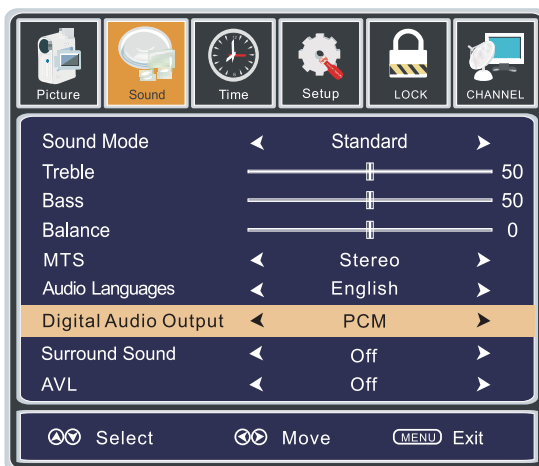 Picture Sound Time Setup LOCK CHANNEL
Sound Mode Standard
Treble 50
Bass 50
Balance 0
MTS Stereo
Audio Languages English
Digital Audio Output PCM
Surround Sound Off
AVL Off
Select Move MENU Exit